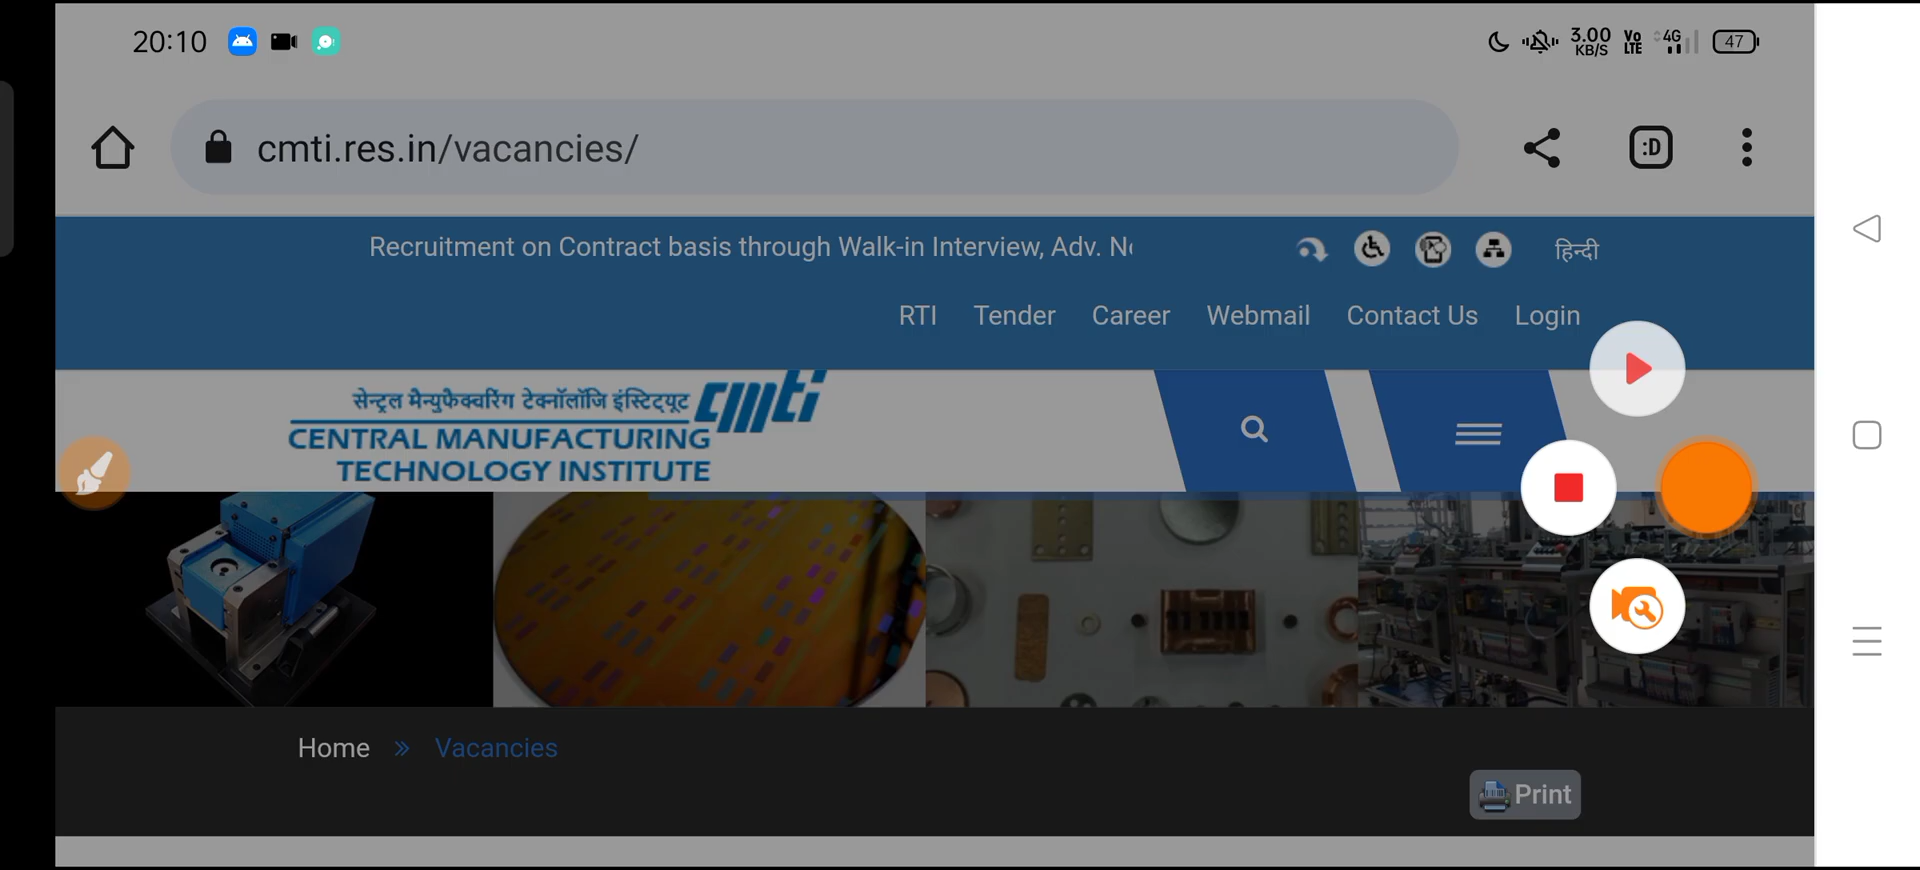 20:10
3.00 KB/S Vo LTE 4G 47
cmti.res.in/vacancies/
:D
Recruitment on Contract basis through Walk-in Interview, Adv.
हिन्दी
RTI Tender Career Webmail Contact Us Login
सेन्ट्रल मैन्युफैक्चरिंग टेक्नॉलॉजि इंस्टिट्यूट cmti
CENTRAL MANUFACTURING
TECHNOLOGY INSTITUTE
Home » Vacancies
Print